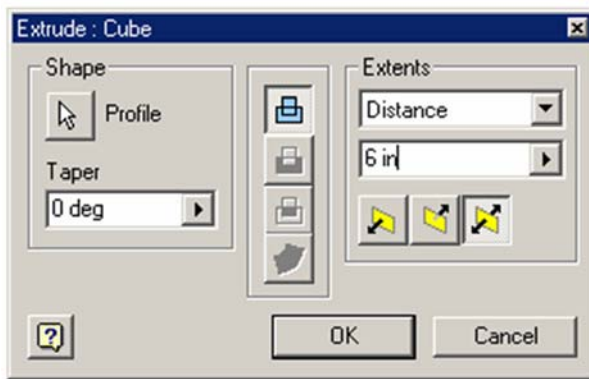 Extrude : Cube
Shape
Profile
Taper
0 deg
Extents
Distance
6 in
?
OK
Cancel